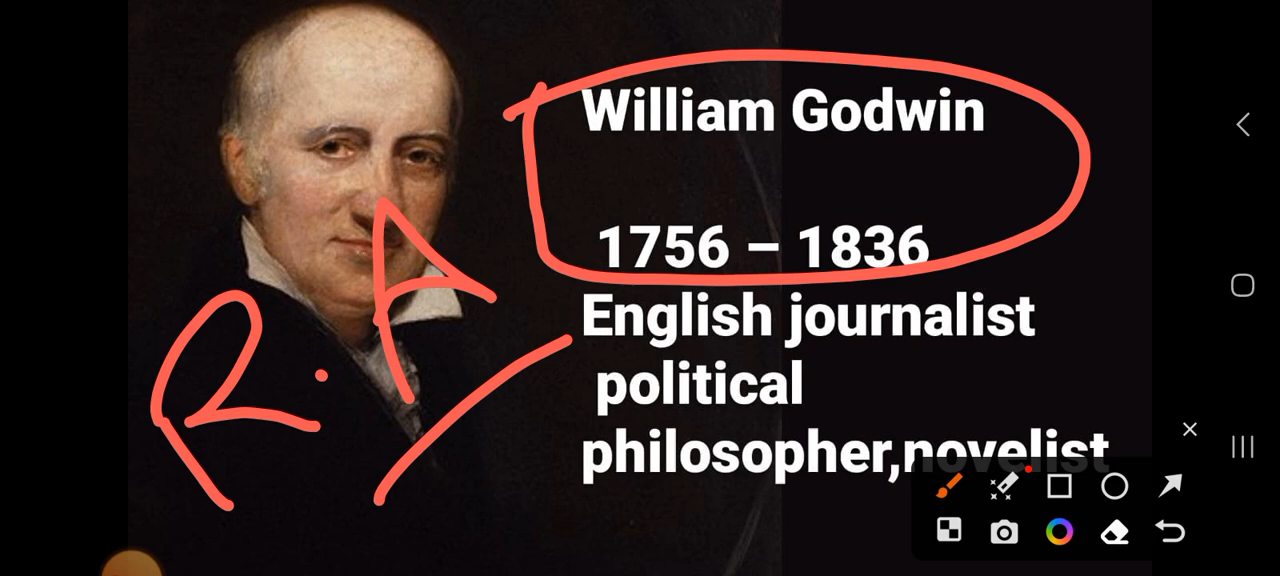 William Godwin
1756 – 1836
English journalist
political
philosopher,novelist
R.A